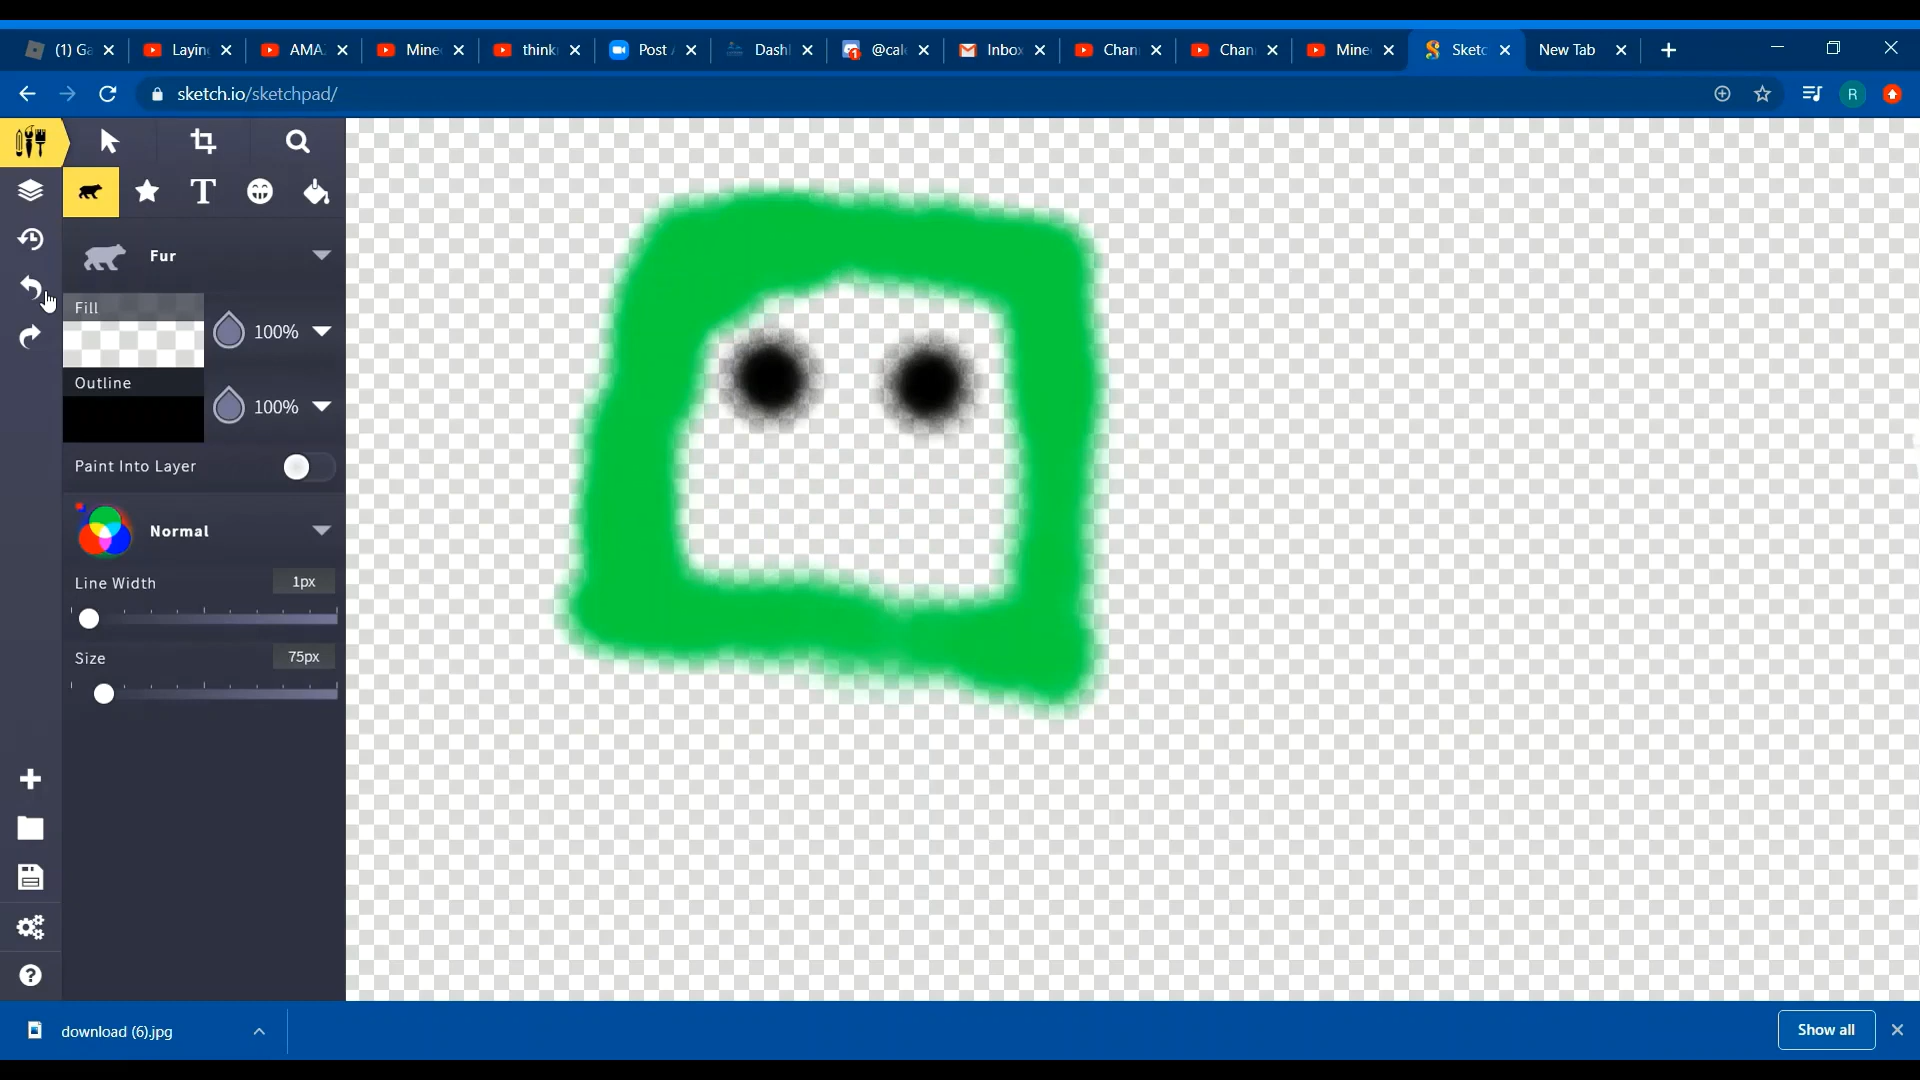 (1) Ga
Layin
AMA
Mine
think
Post
Dash
@cal
Inbox
Chan
Chan
Mine
Sketc
New Tab
sketch.io/sketchpad/
R
T
Fur
Fill
100%
Outline
100%
Paint Into Layer
Normal
Line Width
1px
Size
75px
download (6).jpg
Show all